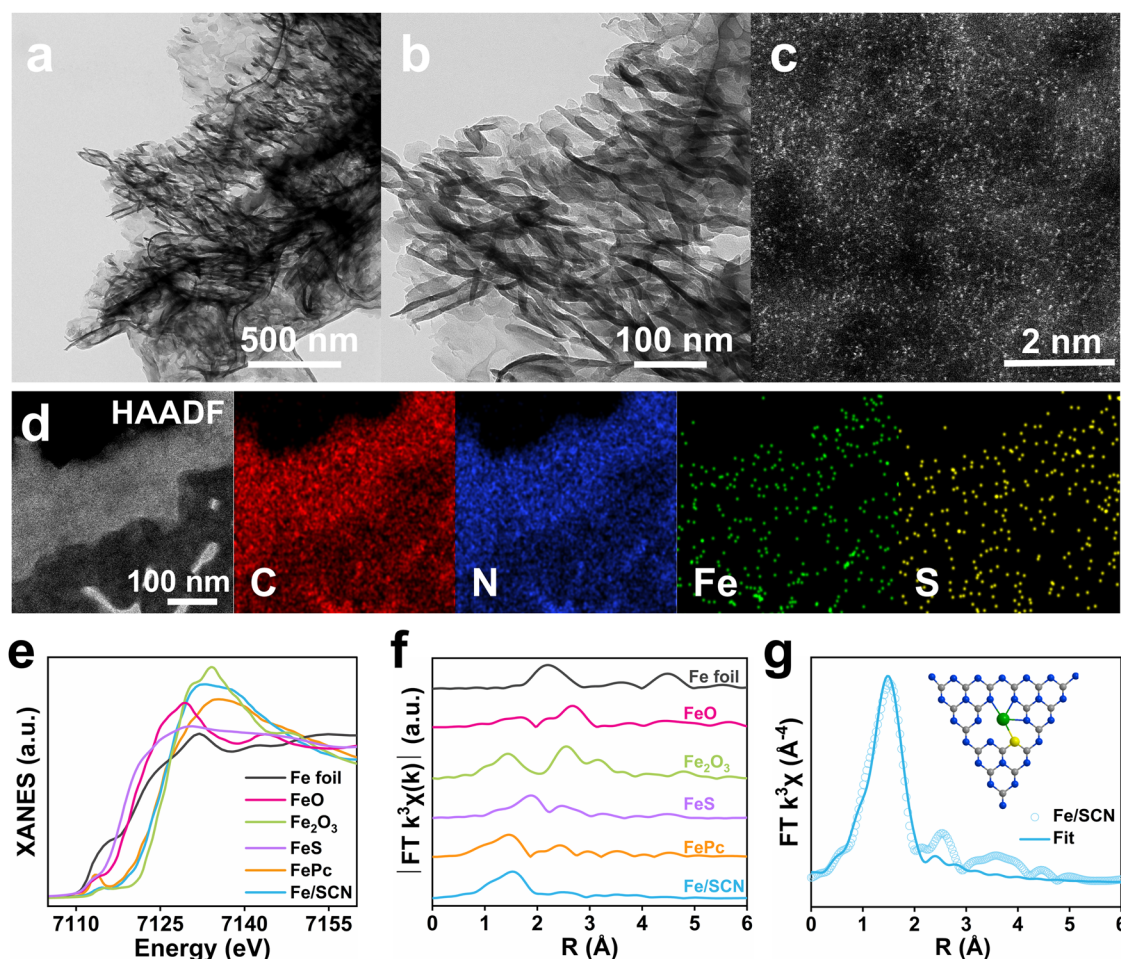 a
500 nm
b
100 nm
c
2 nm
d
HAADF
100 nm
C
N
Fe
S
e
XANES (a.u.)
Fe foil
FeO
Fe₂O₃
FeS
FePc
Fe/SCN
7110 7125 7140 7155
Energy (eV)
f
| FT k³χ(k) | (a.u.)
Fe foil
FeO
Fe₂O₃
FeS
FePc
Fe/SCN
0 1 2 3 4 5 6
R (Å)
g
FT k³χ (Å⁻⁴)
Fe/SCN
Fit
0 1 2 3 4 5 6
R (Å)